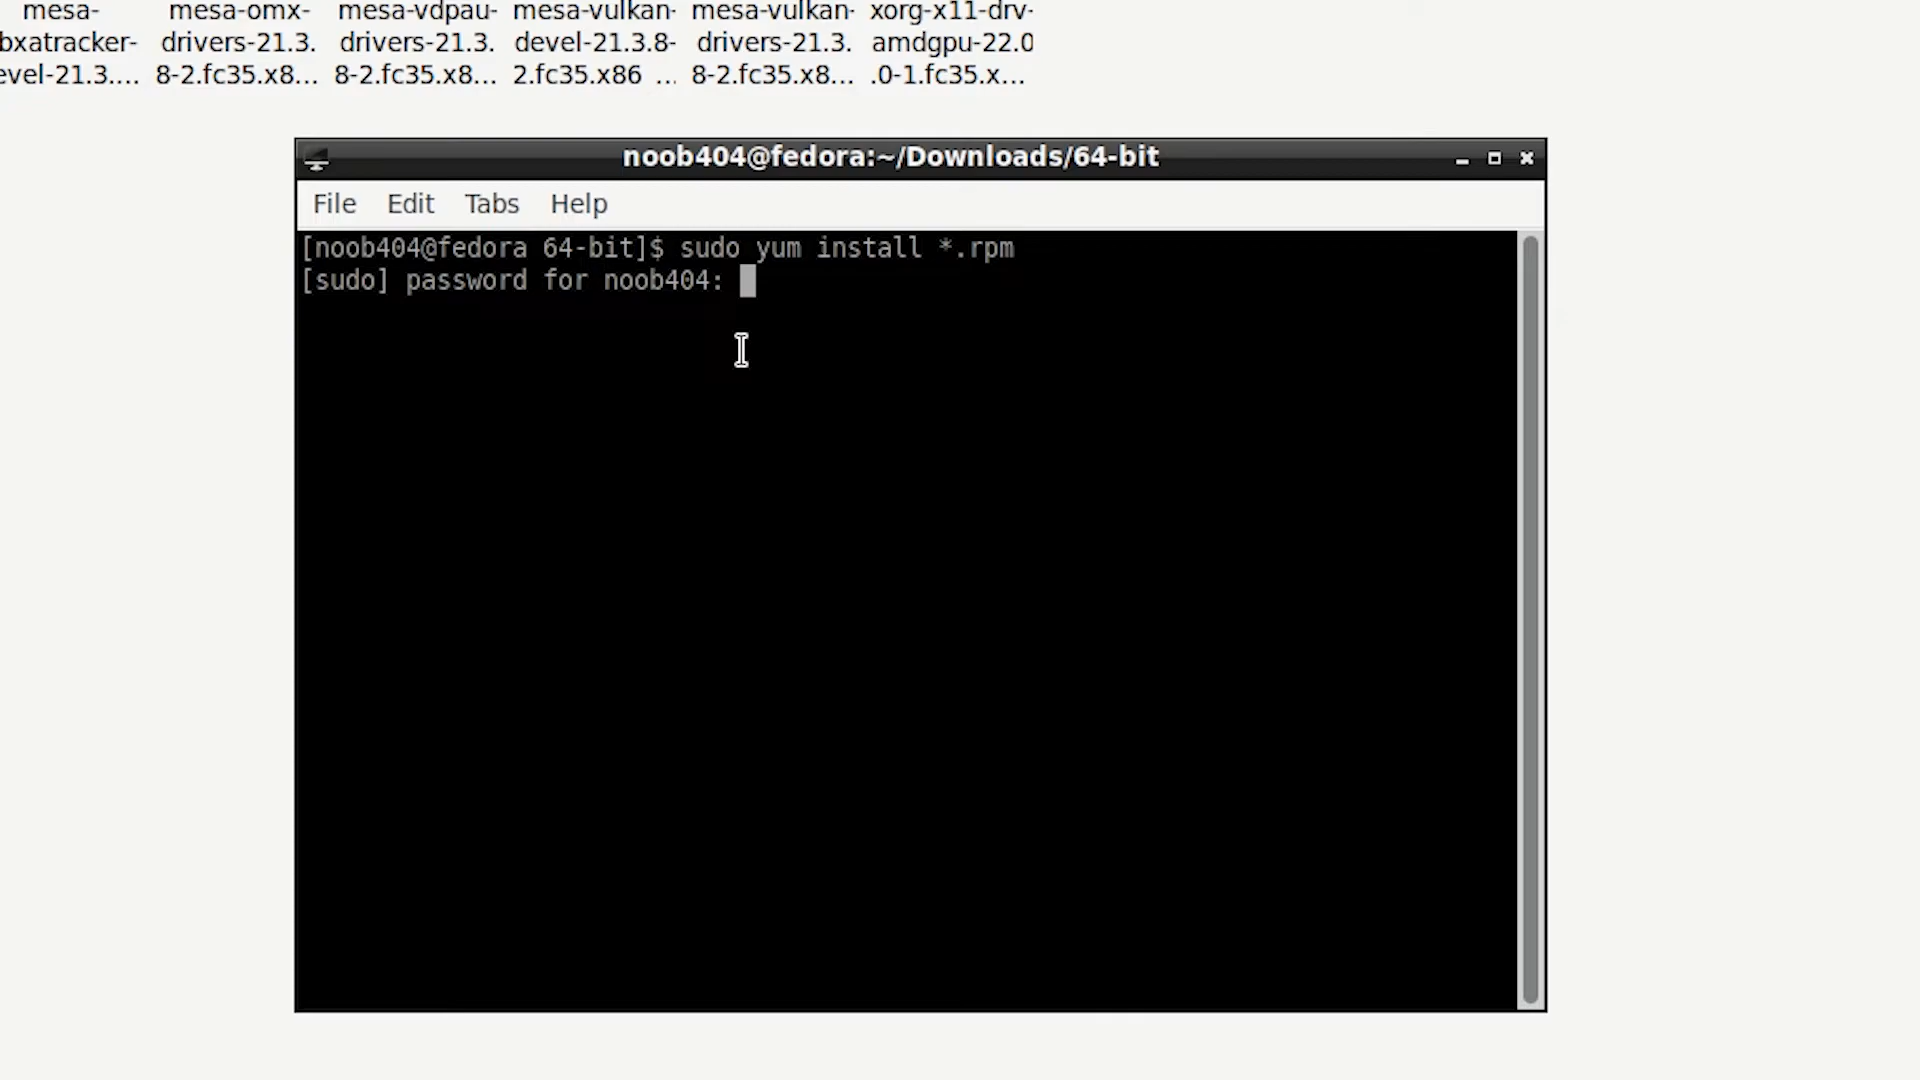 mesa- mesa-omx- mesa-vdpau- mesa-vulkan- mesa-vulkan- xorg-x11-drv-
bxatracker- drivers-21.3. drivers-21.3. devel-21.3.8- drivers-21.3. amdgpu-22.0
evel-21.3.... 8-2.fc35.x8... 8-2.fc35.x8... 2.fc35.x86 ... 8-2.fc35.x8... .0-1.fc35.x...
noob404@fedora:~/Downloads/64-bit
File Edit Tabs Help
[noob404@fedora 64-bit]$ sudo yum install *.rpm
[sudo] password for noob404: